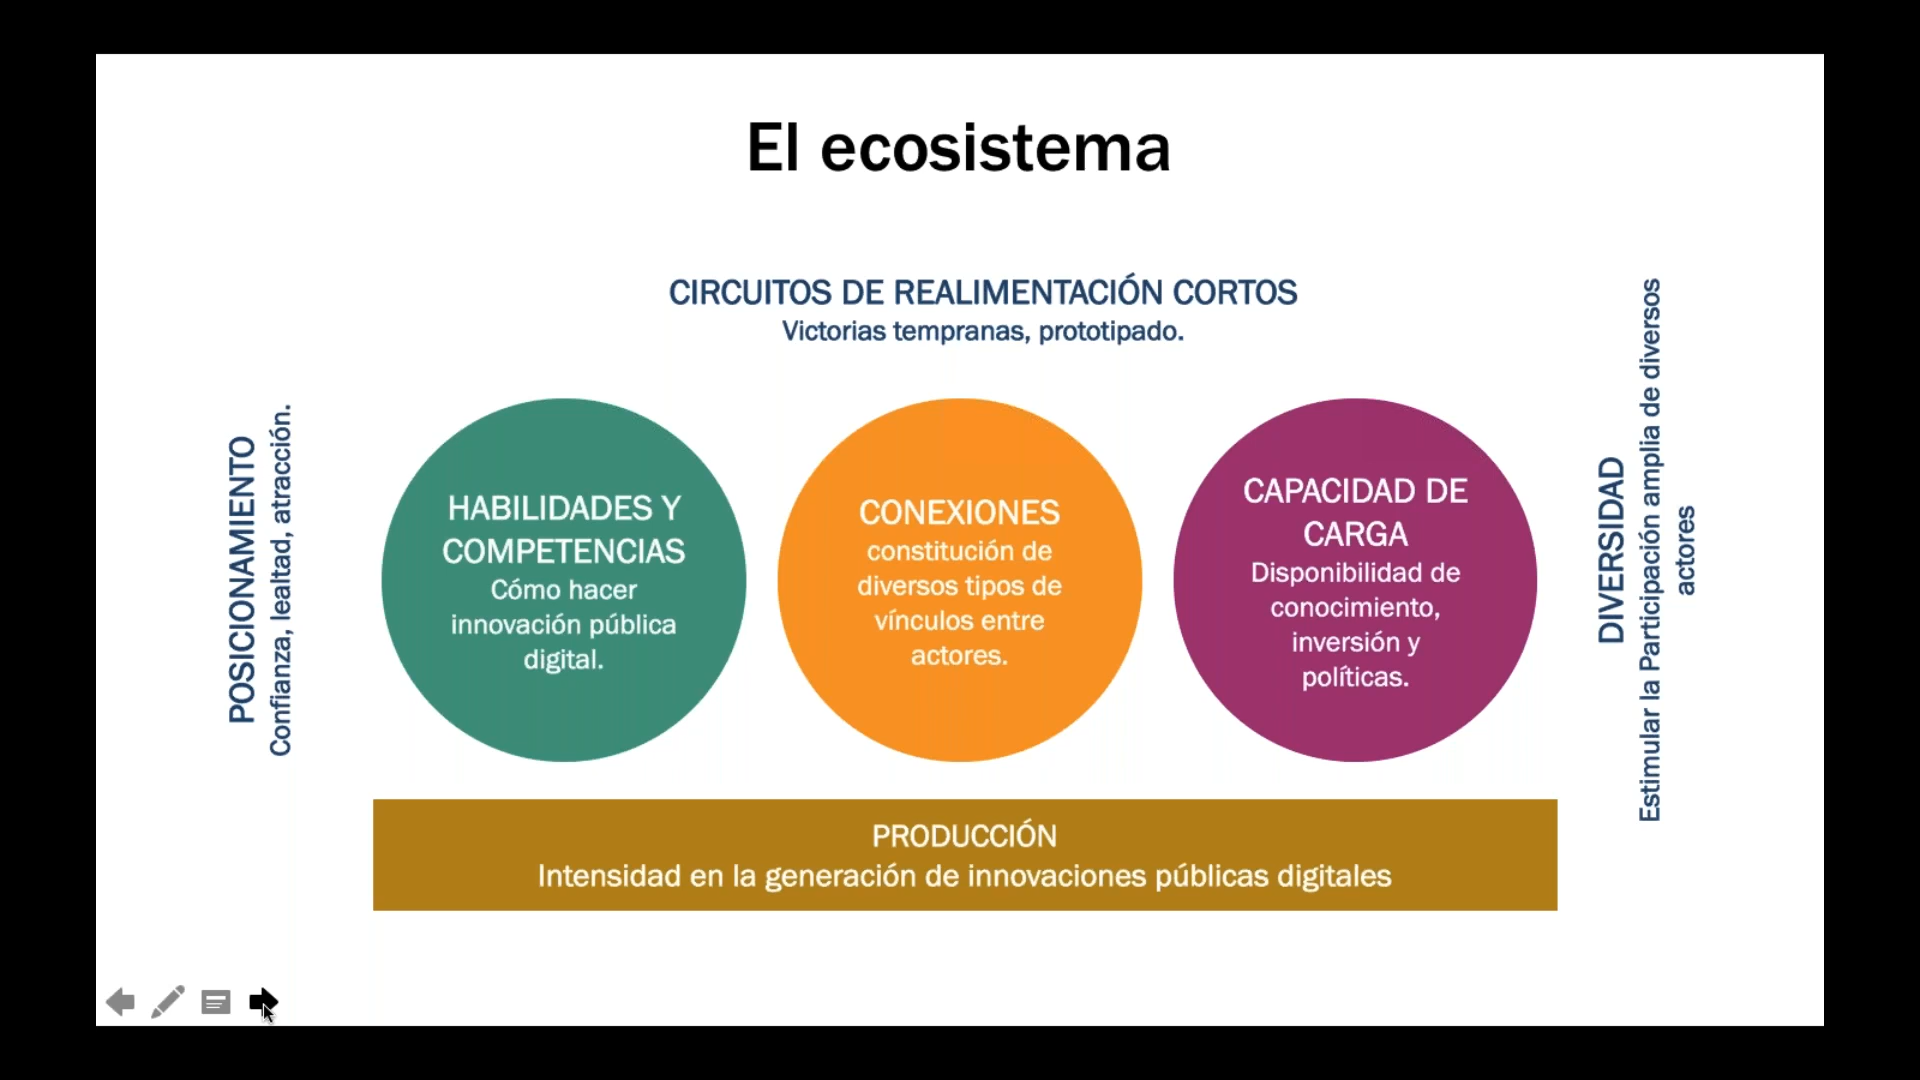 El ecosistema
CIRCUITOS DE REALIMENTACIÓN CORTOS
Victorias tempranas, prototipado.
POSICIONAMIENTO
Confianza, lealtad, atracción.
HABILIDADES Y
COMPETENCIAS
Cómo hacer
innovación pública
digital.
CONEXIONES
constitución de
diversos tipos de
vínculos entre
actores.
CAPACIDAD DE
CARGA
Disponibilidad de
conocimiento,
inversión y
políticas.
DIVERSIDAD
Estimular la Participación amplia de diversos
actores
PRODUCCIÓN
Intensidad en la generación de innovaciones públicas digitales